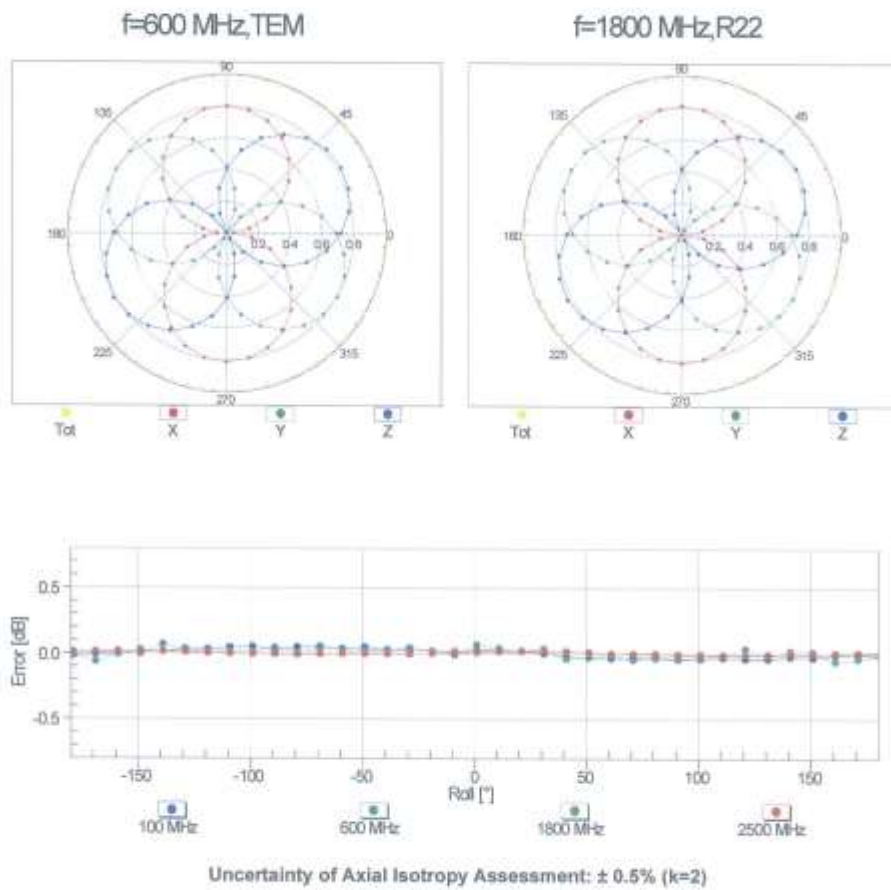 f=600 MHz,TEM
f=1800 MHz,R22
90
135
45
180
0.2 0.4 0.6 0.8
0
225
315
270
Tot X Y Z
90
135
45
180
0.2 0.4 0.6 0.8
0
225
315
270
Tot X Y Z
Error [dB]
0.5
0.0
-0.5
-150 -100 -50 0 50 100 150
Roll [°]
100 MHz 600 MHz 1800 MHz 2500 MHz
Uncertainty of Axial Isotropy Assessment: ± 0.5% (k=2)